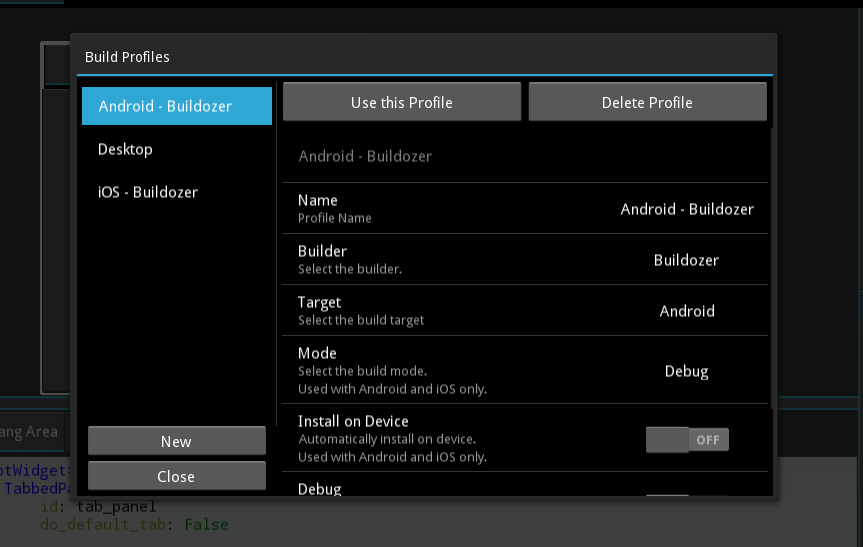 Build Profiles
Android - Buildozer
Desktop
iOS - Buildozer
New
Close
Use this Profile
Delete Profile
Android - Buildozer
Name
Profile Name
Android - Buildozer
Builder
Select the builder.
Buildozer
Target
Select the build target
Android
Mode
Select the build mode.
Used with Android and iOS only.
Debug
Install on Device
Automatically install on device.
Used with Android and iOS only.
OFF
Debug
ang Area
otWidget:
TabbedPa
id: tab_panel
do_default_tab: False